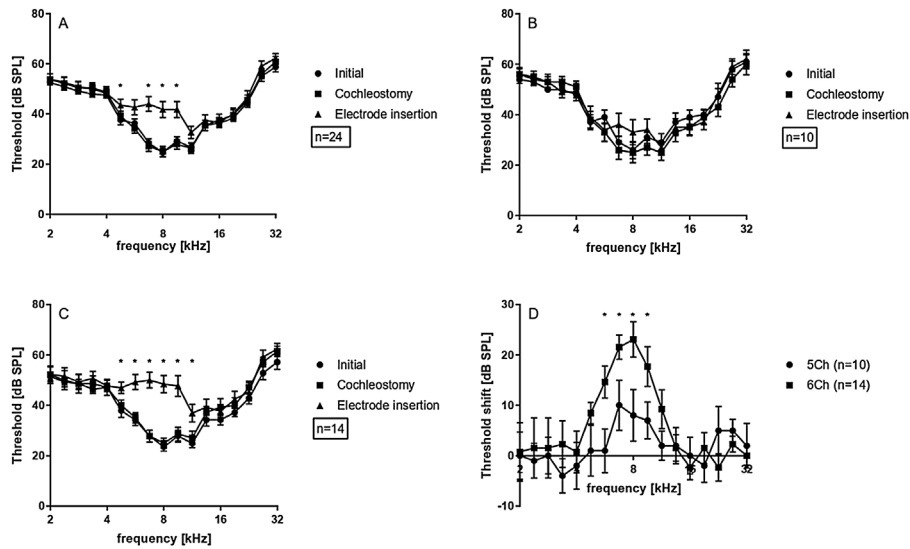 A
80
60
40
20
0
Threshold [dB SPL]
* * * *
2 4 8 16 32
frequency [kHz]
Initial
Cochleostomy
Electrode insertion
n=24
B
80
60
40
20
0
Threshold [dB SPL]
2 4 8 16 32
frequency [kHz]
Initial
Cochleostomy
Electrode insertion
n=10
C
80
60
40
20
0
Threshold [dB SPL]
* * * * * *
2 4 8 16 32
frequency [kHz]
Initial
Cochleostomy
Electrode insertion
n=14
D
30
20
10
0
-10
Threshold shift [dB SPL]
* * * *
2 8 32
frequency [kHz]
5Ch (n=10)
6Ch (n=14)